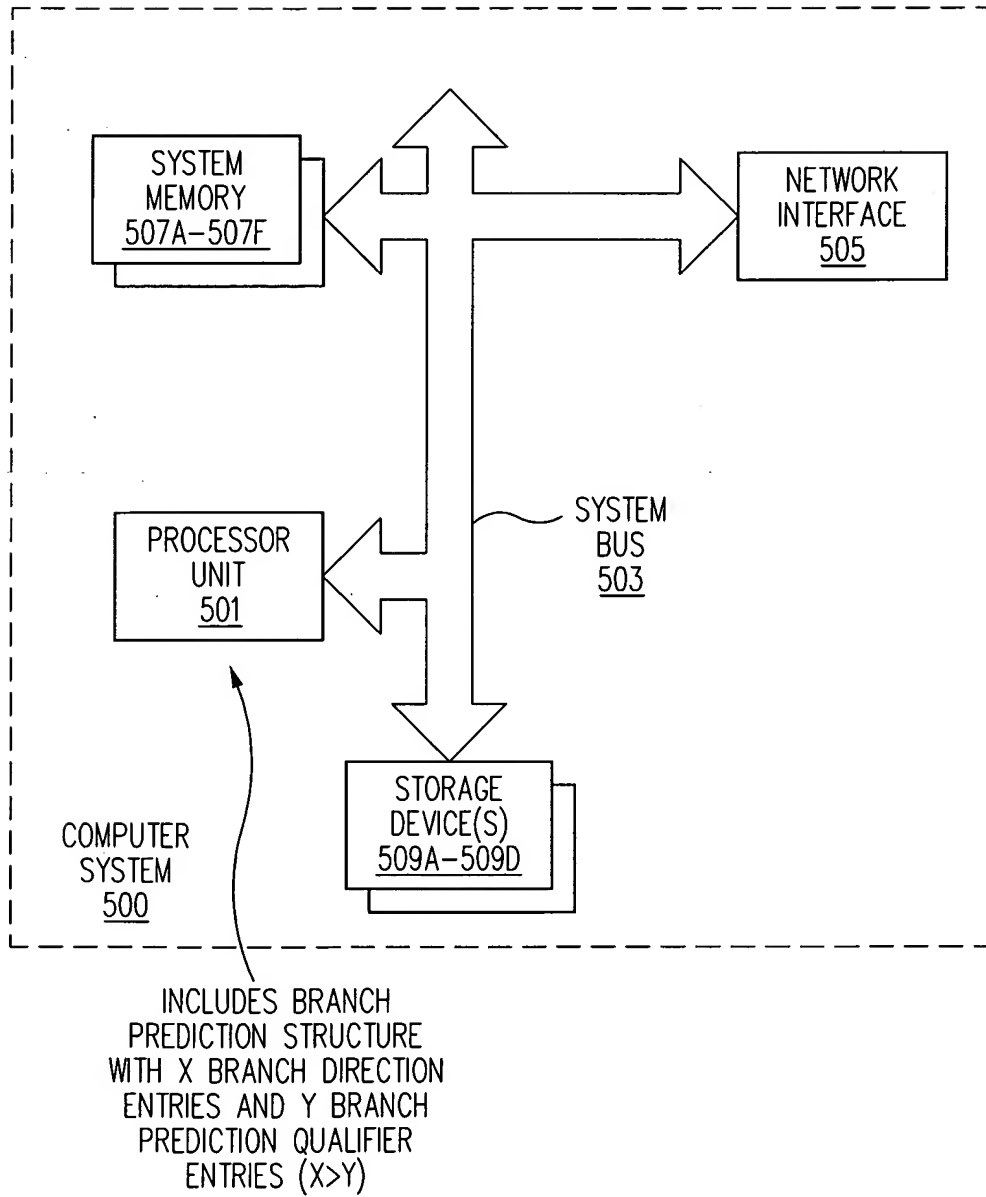 SYSTEM
MEMORY
507A–507F
NETWORK
INTERFACE
505
PROCESSOR
UNIT
501
SYSTEM
BUS
503
STORAGE
DEVICE(S)
509A–509D
COMPUTER
SYSTEM
500
INCLUDES BRANCH
PREDICTION STRUCTURE
WITH X BRANCH DIRECTION
ENTRIES AND Y BRANCH
PREDICTION QUALIFIER
ENTRIES (X>Y)